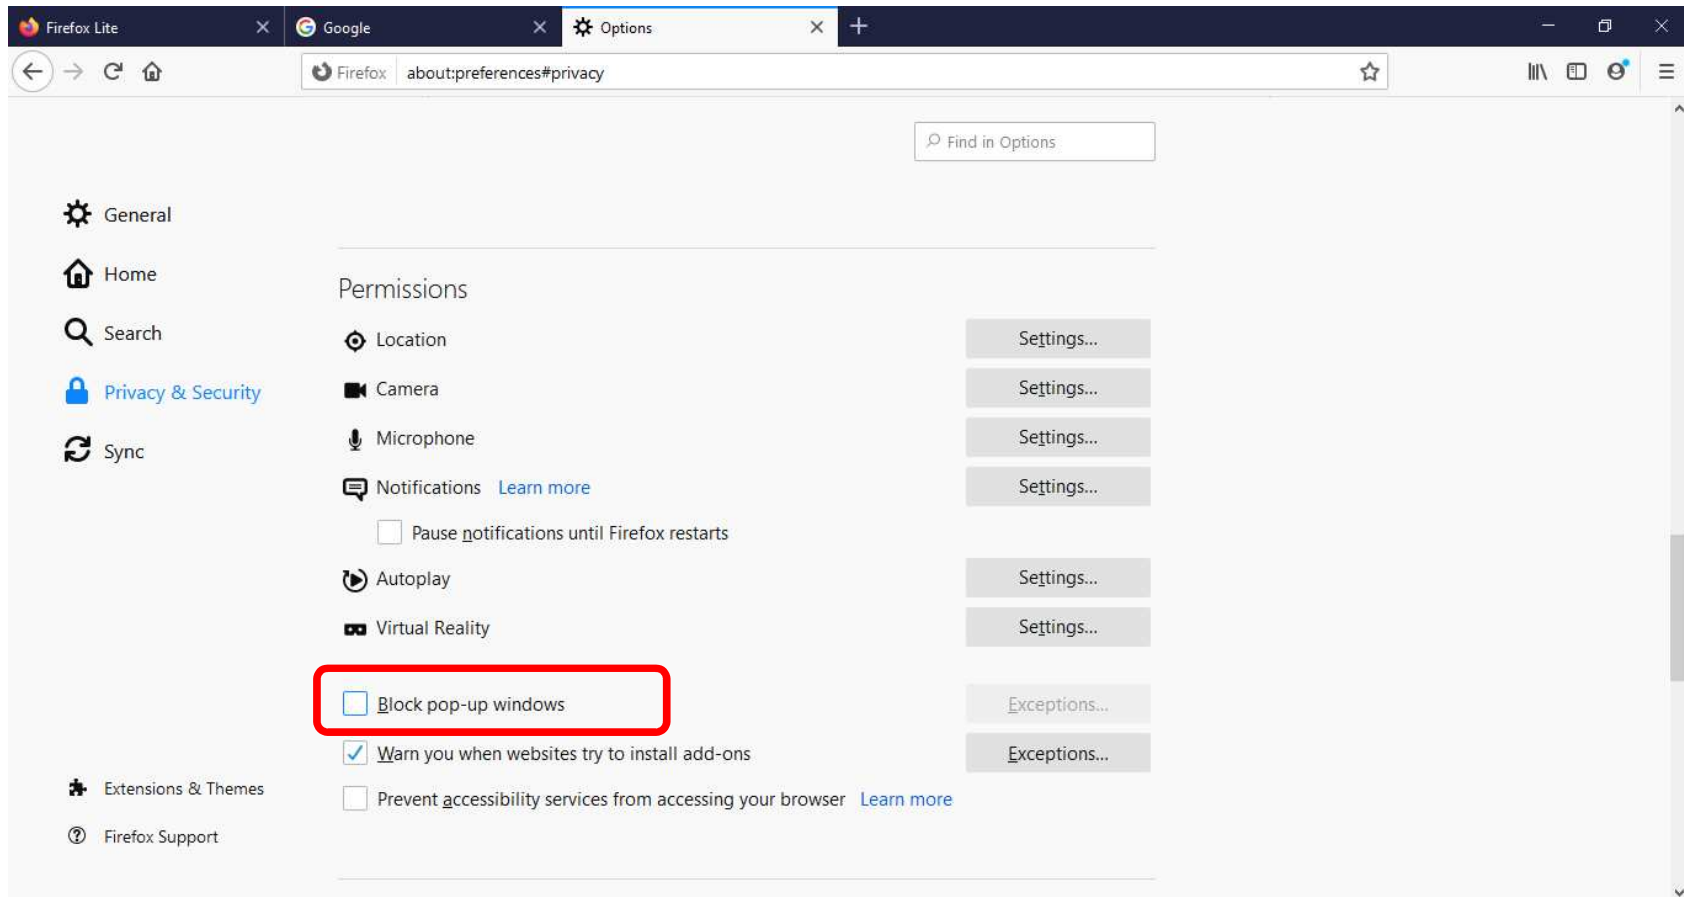 Firefox Lite
Google
Options
Firefox about:preferences#privacy
Find in Options
General
Home
Search
Privacy & Security
Sync
Extensions & Themes
Firefox Support
Permissions
Location Settings...
Camera Settings...
Microphone Settings...
Notifications Learn more Settings...
Pause notifications until Firefox restarts
Autoplay Settings...
Virtual Reality Settings...
Block pop-up windows Exceptions...
Warn you when websites try to install add-ons Exceptions...
Prevent accessibility services from accessing your browser Learn more